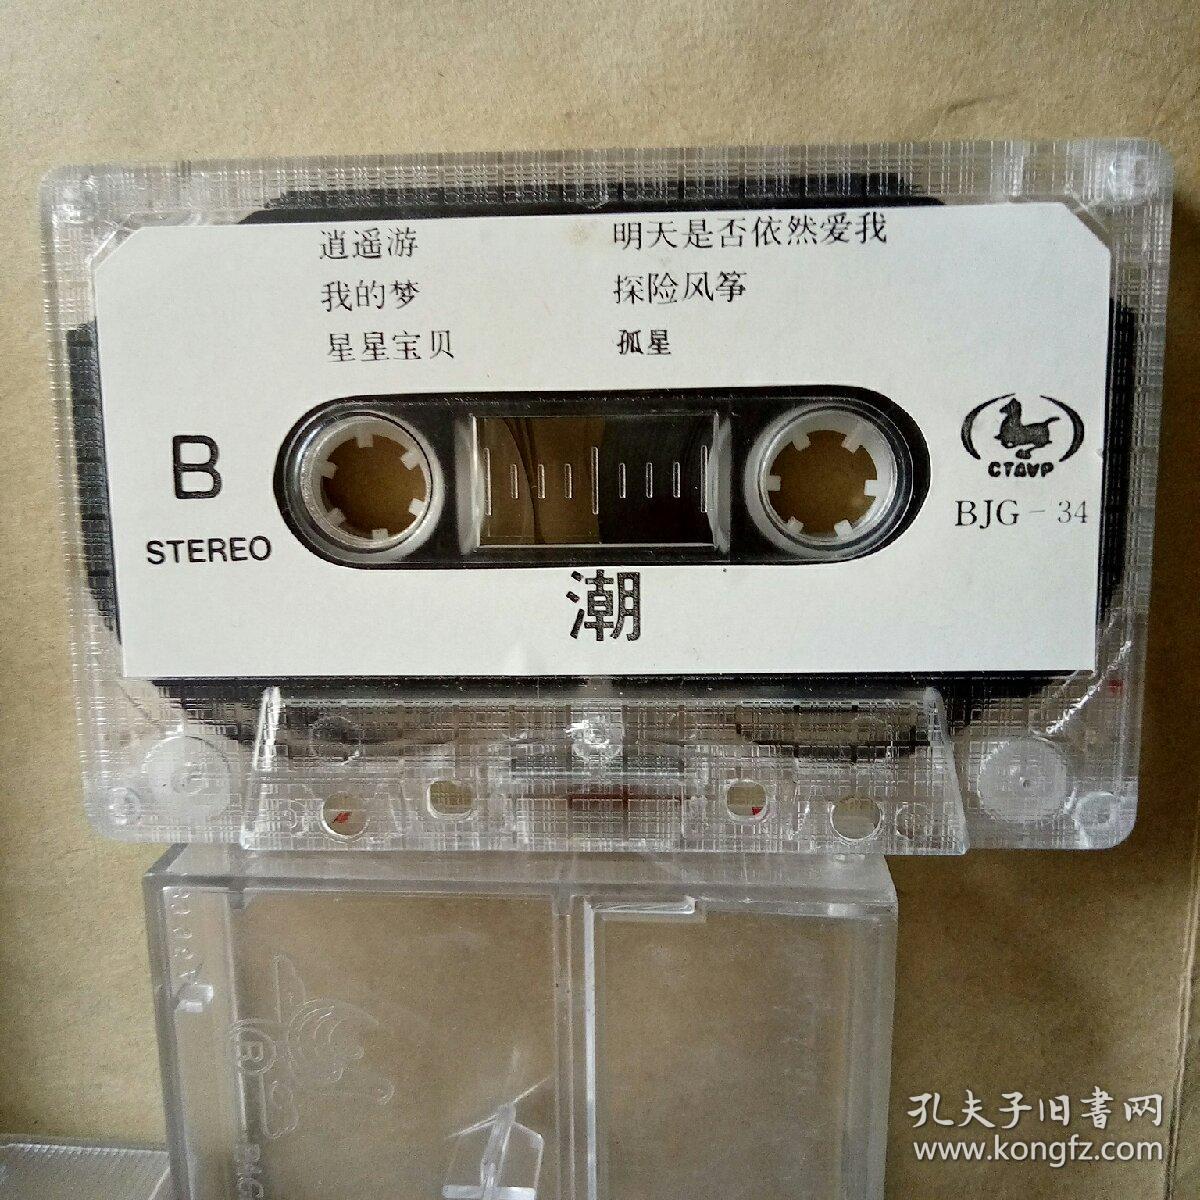 逍遥游
我的梦
星星宝贝
明天是否依然爱我
探险风筝
孤星
B
STEREO
CTAVP
BJG-34
潮
R
孔夫子旧書网
www.kongfz.com